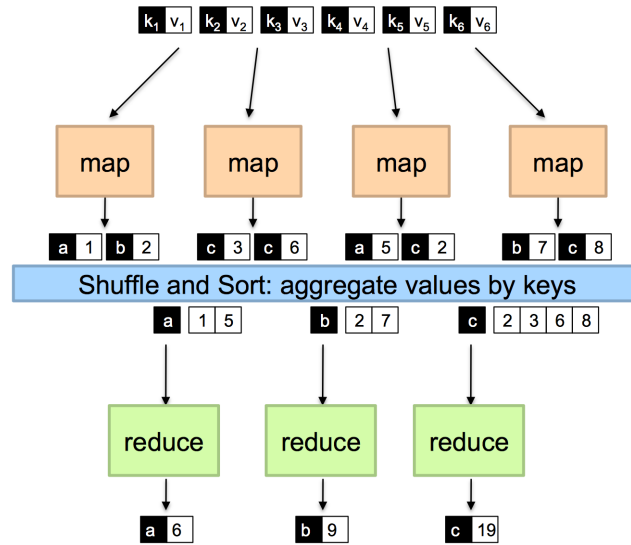 k₁ v₁ k₂ v₂ k₃ v₃ k₄ v₄ k₅ v₅ k₆ v₆
map map map map
a 1 b 2 c 3 c 6 a 5 c 2 b 7 c 8
Shuffle and Sort: aggregate values by keys
a 1 5 b 2 7 c 2 3 6 8
reduce reduce reduce
a 6 b 9 c 19